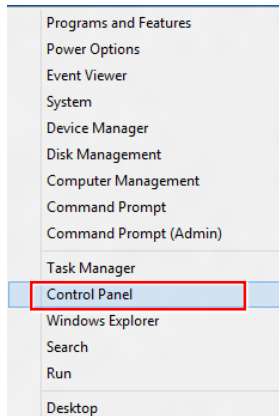 Programs and Features
Power Options
Event Viewer
System
Device Manager
Disk Management
Computer Management
Command Prompt
Command Prompt (Admin)
Task Manager
Control Panel
Windows Explorer
Search
Run
Desktop